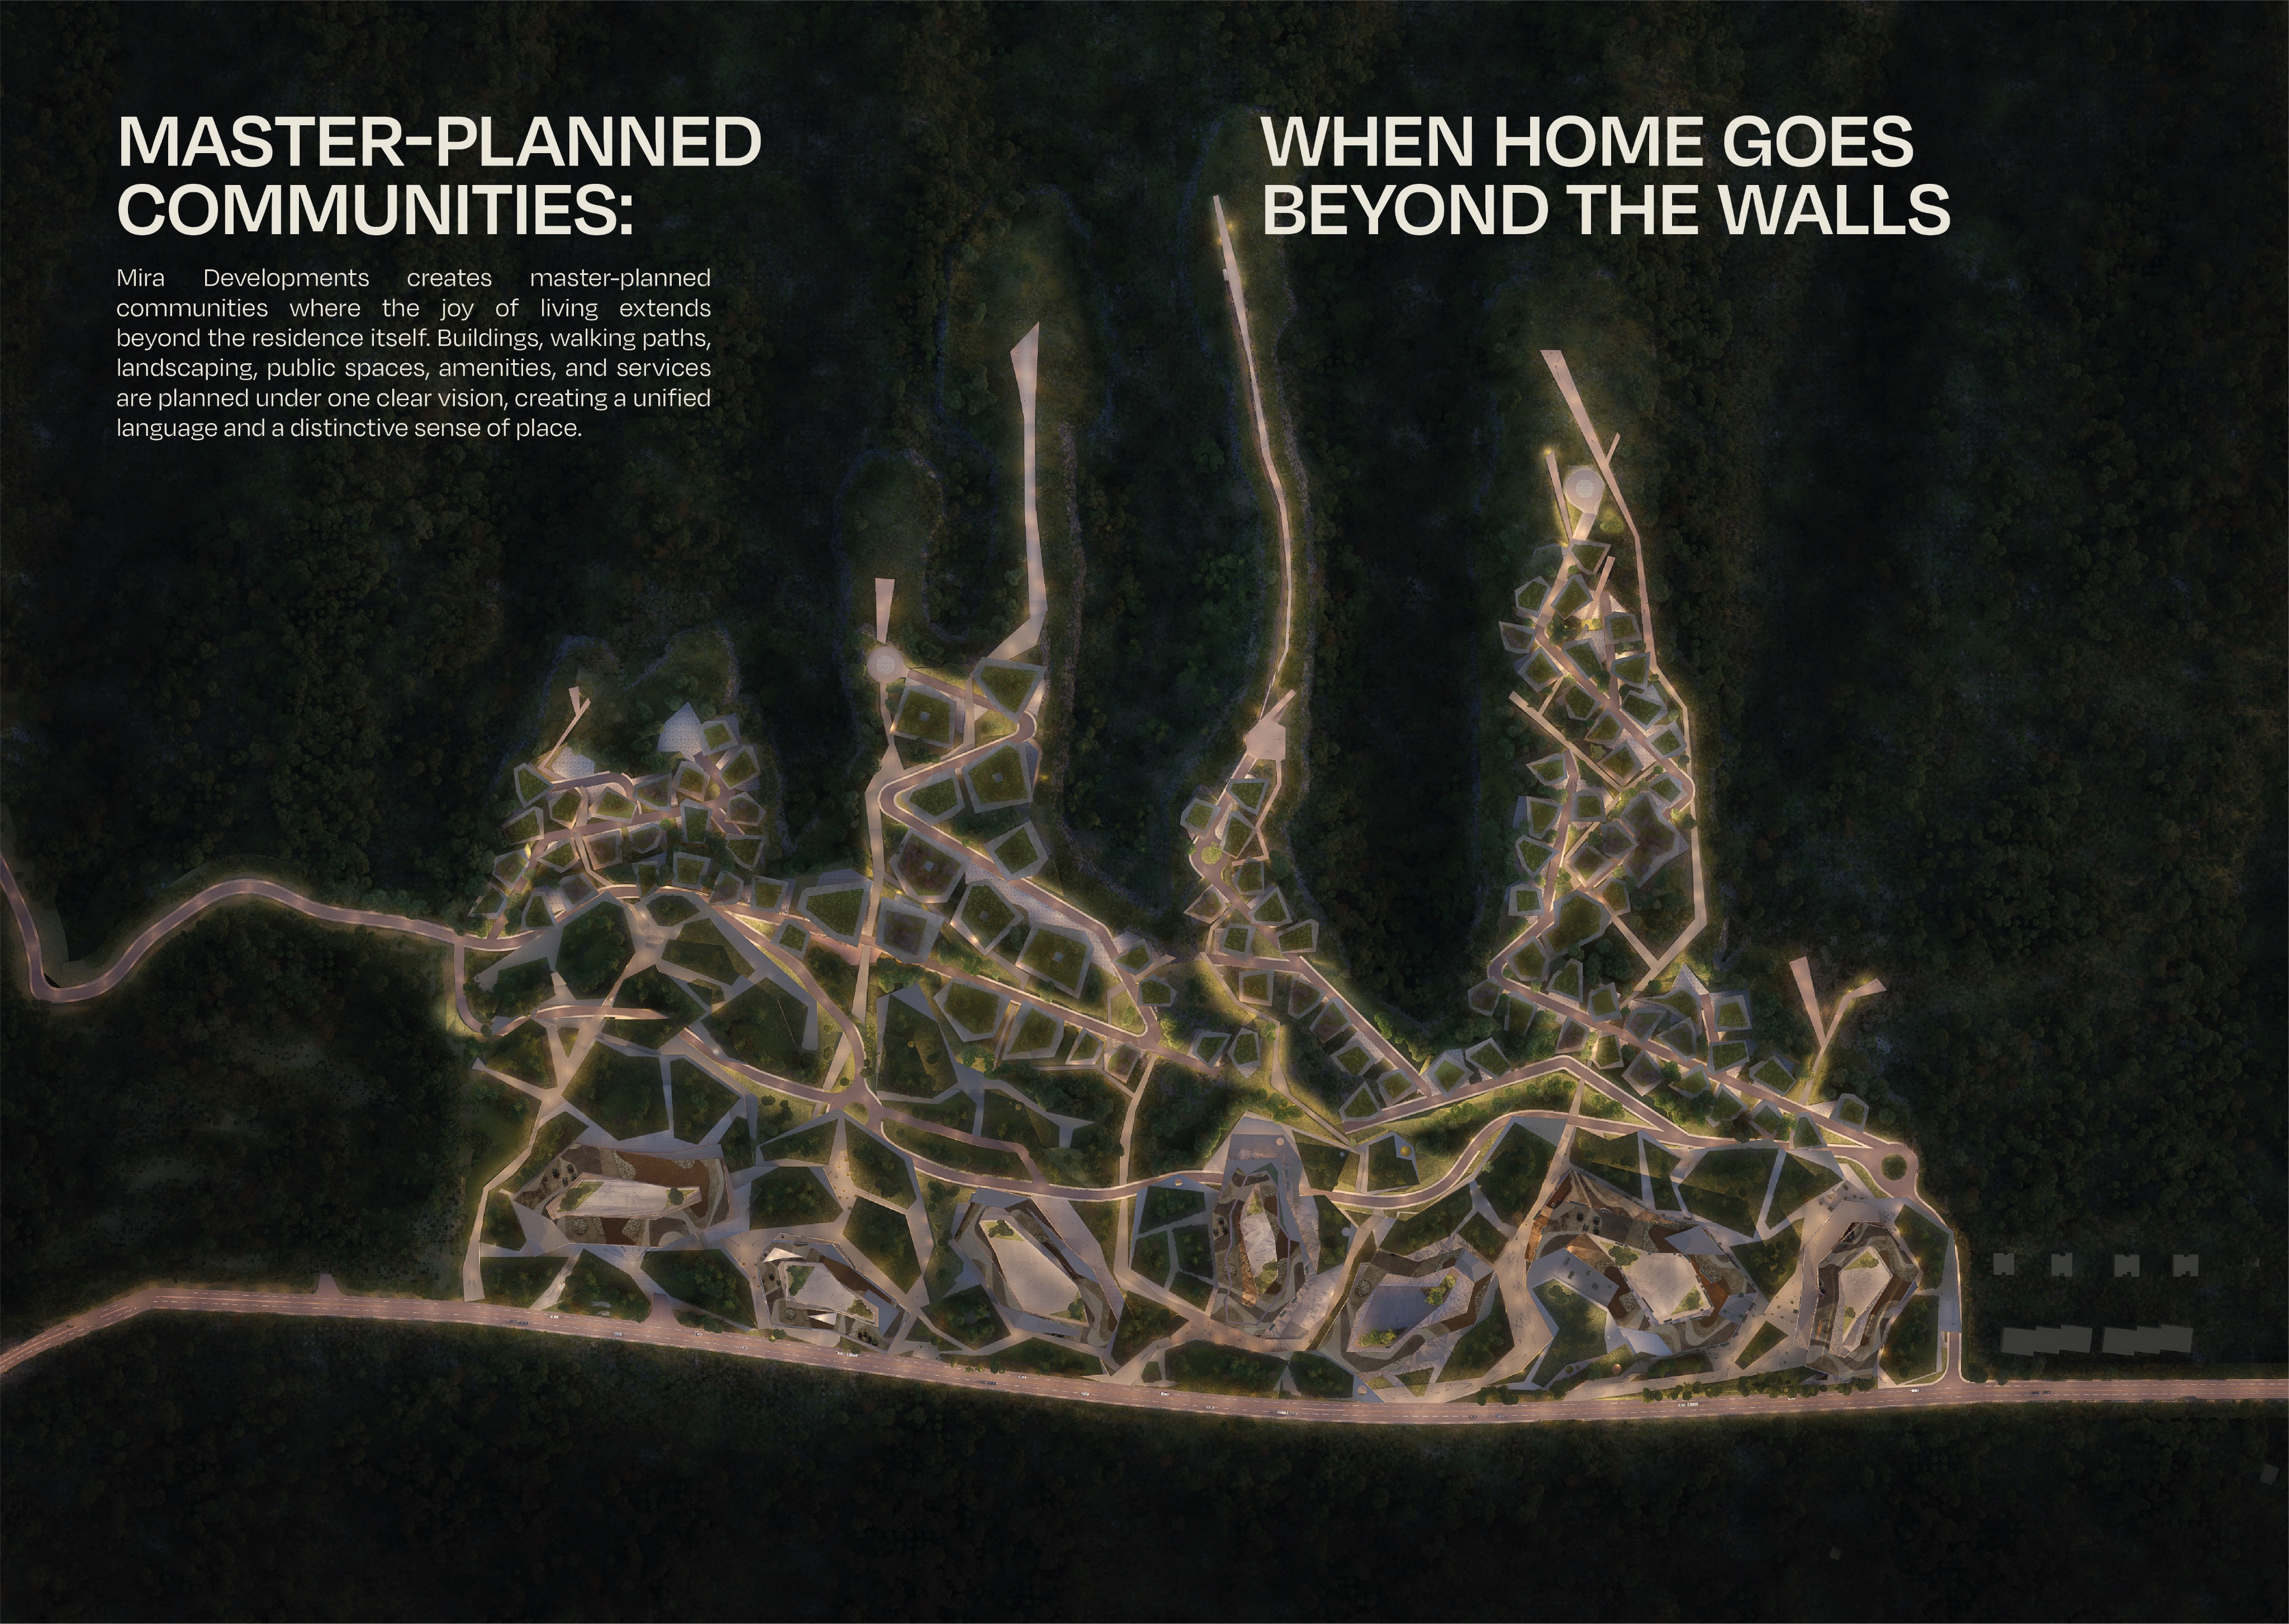 MASTER-PLANNED
COMMUNITIES:
Mira Developments creates master-planned
communities where the joy of living extends
beyond the residence itself. Buildings, walking paths,
landscaping, public spaces, amenities, and services
are planned under one clear vision, creating a unified
language and a distinctive sense of place.
WHEN HOME GOES
BEYOND THE WALLS